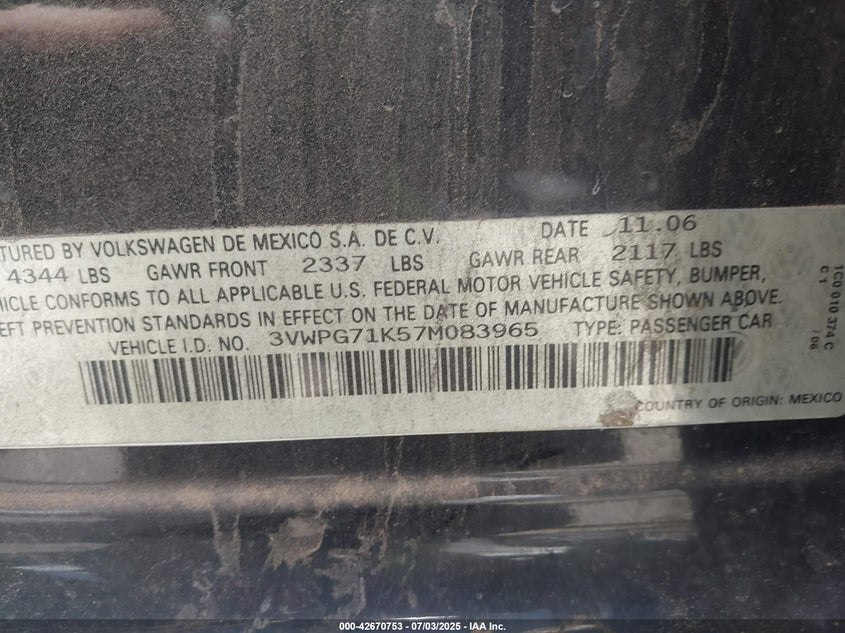 TURED BY VOLKSWAGEN DE MEXICO S.A. DE C.V. DATE 11.06
4344 LBS GAWR FRONT 2337 LBS GAWR REAR 2117 LBS
HICLE CONFORMS TO ALL APPLICABLE U.S. FEDERAL MOTOR VEHICLE SAFETY, BUMPER,
EFT PREVENTION STANDARDS IN EFFECT ON THE DATE OF MANUFACTURE SHOWN ABOVE.
VEHICLE I.D. NO. 3VWPG71K57M083965 TYPE: PASSENGER CAR
COUNTRY OF ORIGIN: MEXICO
1C0 010 374 C
C1 /06
000-42670753 - 07/03/2025 - IAA Inc.